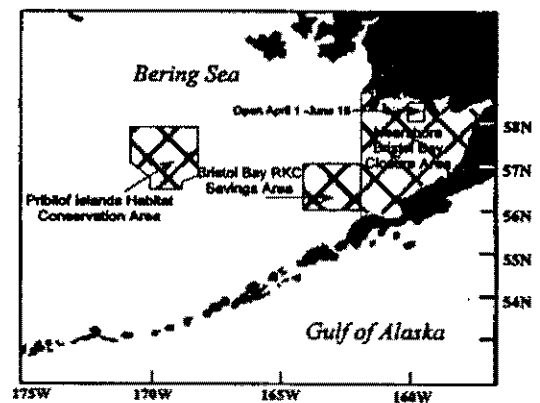 Bering Sea
Open April 1 - June 15
58N
Nearshore
Bristol Bay
Closure Area
57N
Bristol Bay RKC
Savings Area
Pribilof Islands Habitat
Conservation Area
56N
55N
54N
Gulf of Alaska
175W
170W
165W
160W